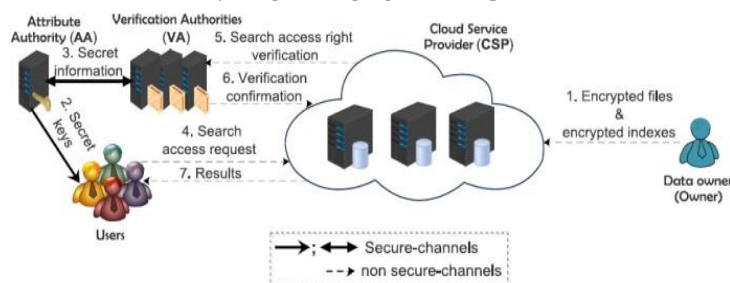 Attribute
Authority (AA)
Verification Authorities
(VA)
3. Secret
information
2. Secret
keys
Users
5. Search access right
verification
6. Verification
confirmation
4. Search
access request
7. Results
Cloud Service
Provider (CSP)
1. Encrypted files
&
encrypted indexes
Data owner
(Owner)
; Secure-channels
non secure-channels